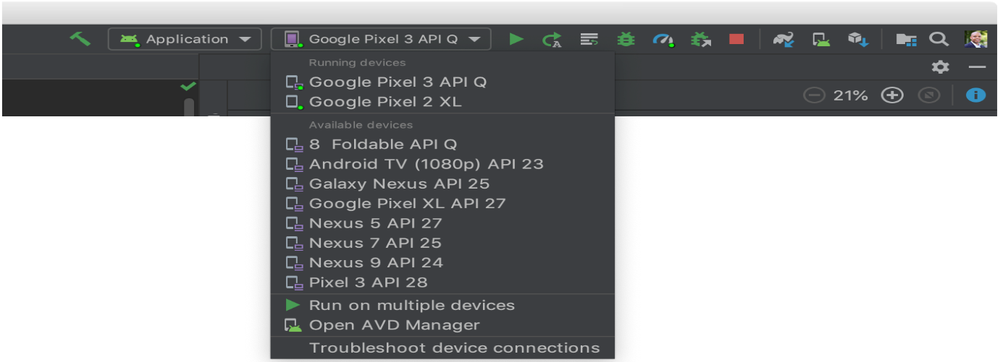 Application
Google Pixel 3 API Q
Running devices
Google Pixel 3 API Q
Google Pixel 2 XL
21%
Available devices
8 Foldable API Q
Android TV (1080p) API 23
Galaxy Nexus API 25
Google Pixel XL API 27
Nexus 5 API 27
Nexus 7 API 25
Nexus 9 API 24
Pixel 3 API 28
Run on multiple devices
Open AVD Manager
Troubleshoot device connections